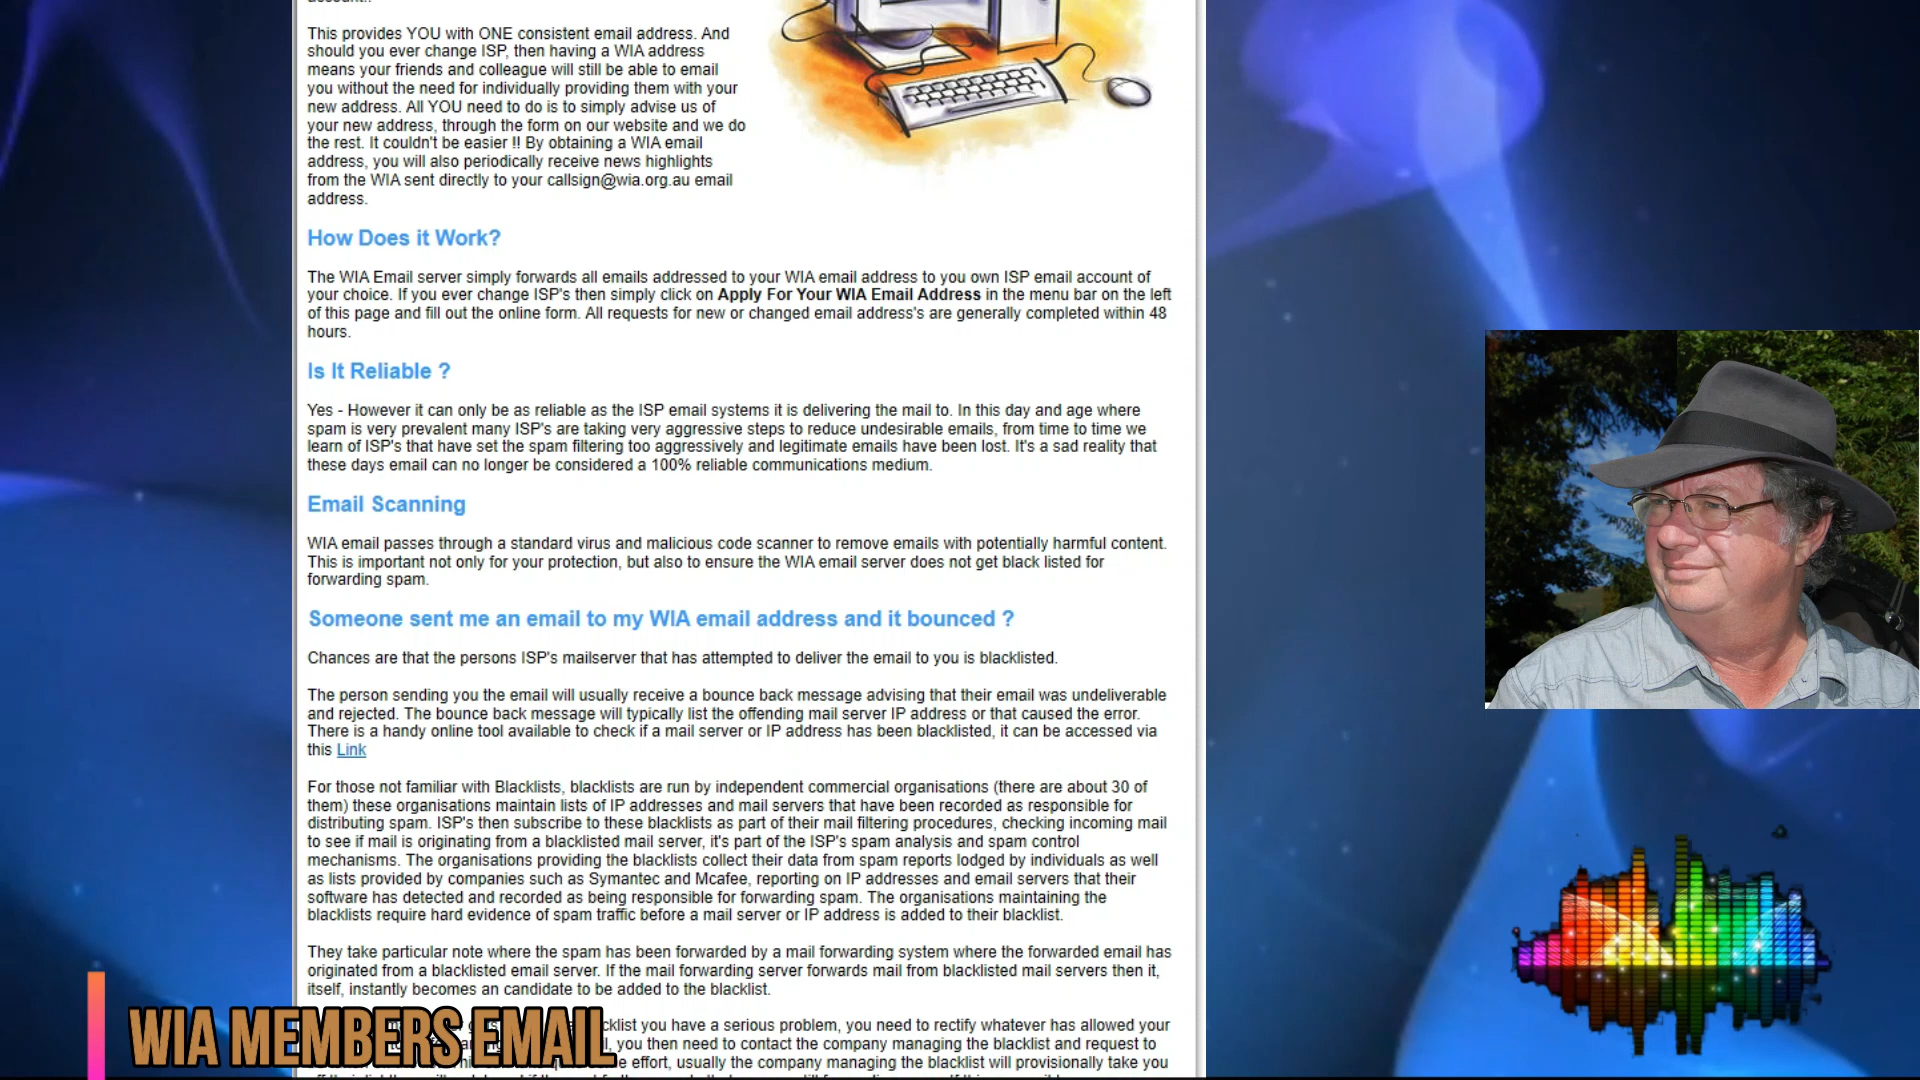 This provides YOU with ONE consistent email address. And
should you ever change ISP, then having a WIA address
means your friends and colleague will still be able to email
you without the need for individually providing them with your
new address. All YOU need to do is to simply advise us of
your new address, through the form on our website and we do
the rest. It couldn't be easier !! By obtaining a WIA email
address, you will also periodically receive news highlights
from the WIA sent directly to your callsign@wia.org.au email
address.
How Does it Work?
The WIA Email server simply forwards all emails addressed to your WIA email address to you own ISP email account of
your choice. If you ever change ISP's then simply click on Apply For Your WIA Email Address in the menu bar on the left
of this page and fill out the online form. All requests for new or changed email address's are generally completed within 48
hours.
Is It Reliable ?
Yes - However it can only be as reliable as the ISP email systems it is delivering the mail to. In this day and age where
spam is very prevalent many ISP's are taking very aggressive steps to reduce undesirable emails, from time to time we
learn of ISP's that have set the spam filtering too aggressively and legitimate emails have been lost. It's a sad reality that
these days email can no longer be considered a 100% reliable communications medium.
Email Scanning
WIA email passes through a standard virus and malicious code scanner to remove emails with potentially harmful content.
This is important not only for your protection, but also to ensure the WIA email server does not get black listed for
forwarding spam.
Someone sent me an email to my WIA email address and it bounced ?
Chances are that the persons ISP's mailserver that has attempted to deliver the email to you is blacklisted.
The person sending you the email will usually receive a bounce back message advising that their email was undeliverable
and rejected. The bounce back message will typically list the offending mail server IP address or that caused the error.
There is a handy online tool available to check if a mail server or IP address has been blacklisted, it can be accessed via
this Link
For those not familiar with Blacklists, blacklists are run by independent commercial organisations (there are about 30 of
them) these organisations maintain lists of IP addresses and mail servers that have been recorded as responsible for
distributing spam. ISP's then subscribe to these blacklists as part of their mail filtering procedures, checking incoming mail
to see if mail is originating from a blacklisted mail server, it's part of the ISP's spam analysis and spam control
mechanisms. The organisations providing the blacklists collect their data from spam reports lodged by individuals as well
as lists provided by companies such as Symantec and Mcafee, reporting on IP addresses and email servers that their
software has detected and recorded as being responsible for forwarding spam. The organisations maintaining the
blacklists require hard evidence of spam traffic before a mail server or IP address is added to their blacklist.
They take particular note where the spam has been forwarded by a mail forwarding system where the forwarded email has
originated from a blacklisted email server. If the mail forwarding server forwards mail from blacklisted mail servers then it,
itself, instantly becomes an candidate to be added to the blacklist.
you have a serious problem, you need to rectify whatever has allowed your
you then need to contact the company managing the blacklist and request to
effort, usually the company managing the blacklist will provisionally take you
WIA MEMBERS EMAIL